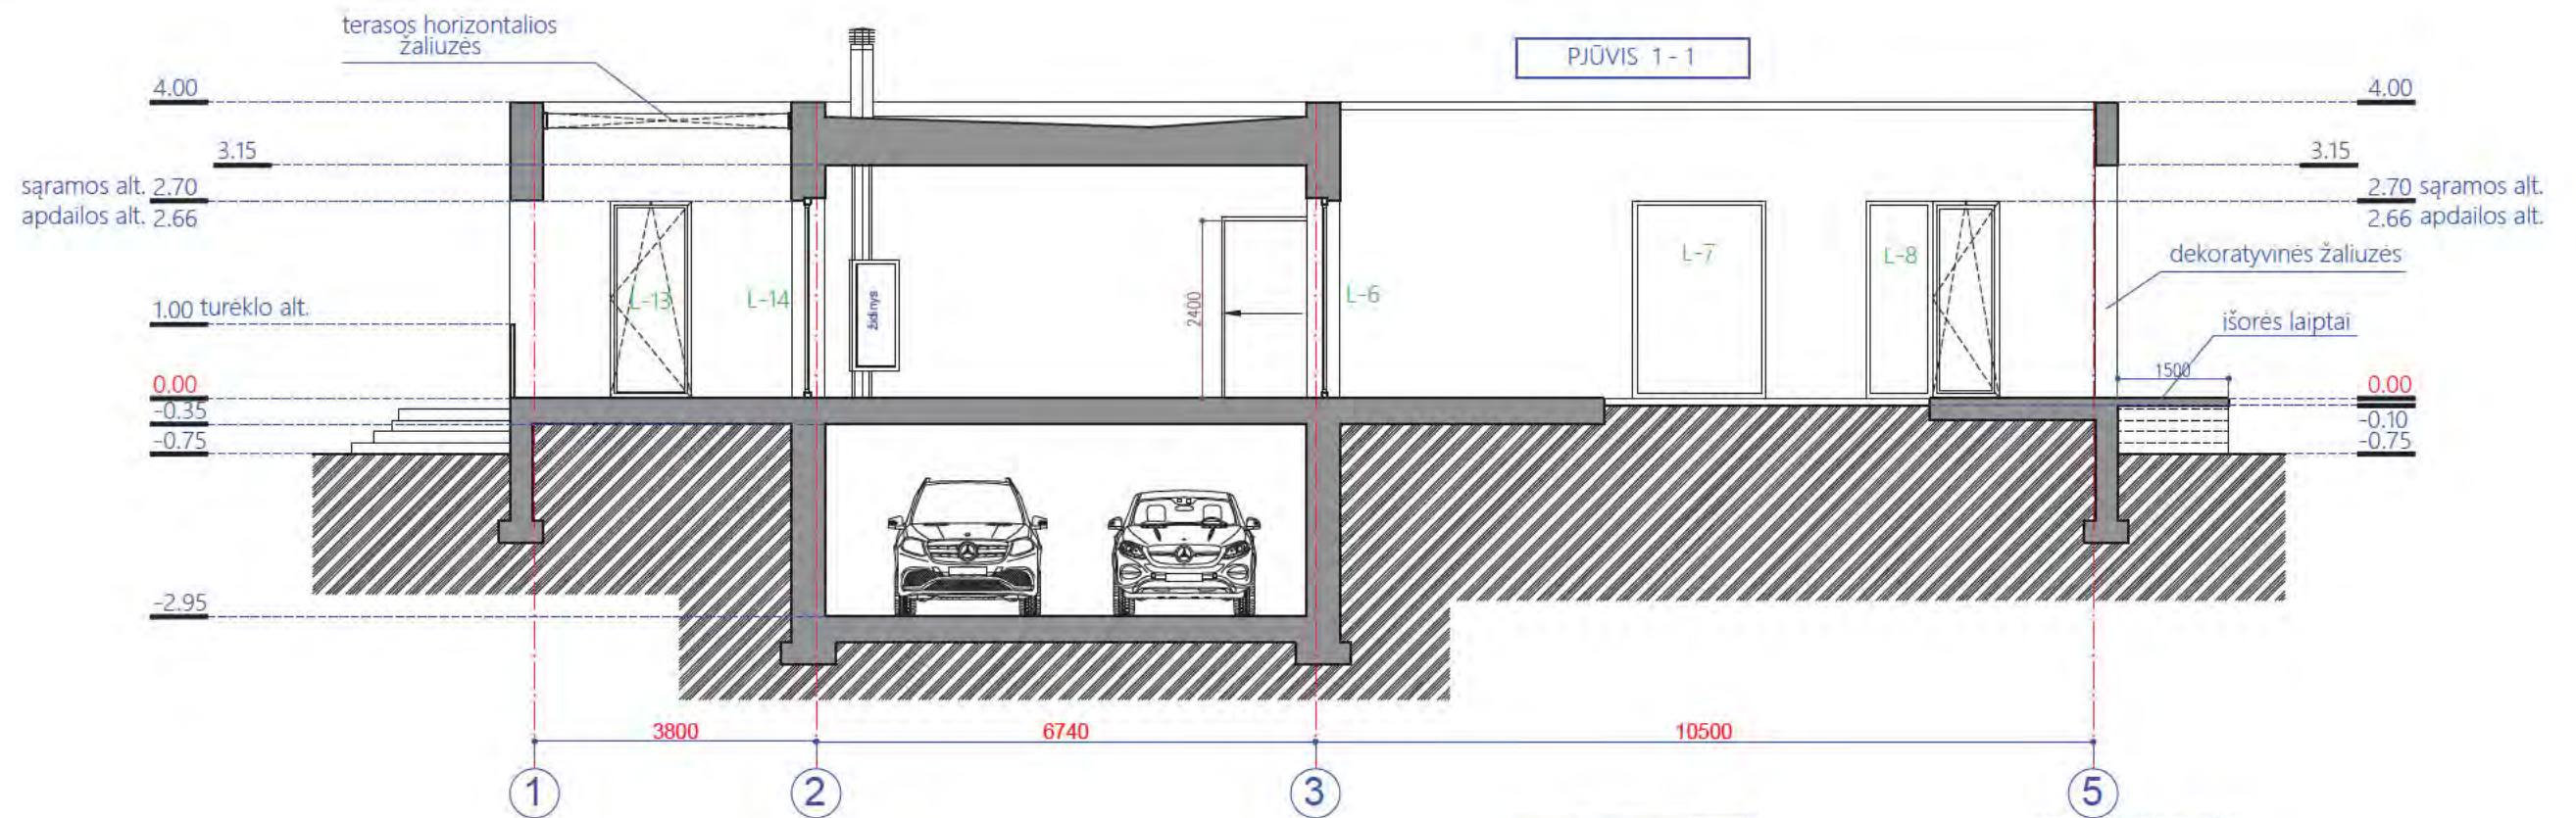 terasos horizontalios
žaliuzės
PJŪVIS 1 - 1
4.00
4.00
3.15
3.15
sąramos alt. 2.70
2.70 sąramos alt.
apdailos alt. 2.66
2.66 apdailos alt.
L-13
L-14
židinys
2400
L-6
L-7
L-8
dekoratyvinės žaliuzės
1.00 turėklo alt.
išorės laiptai
1500
0.00
0.00
-0.35
-0.10
-0.75
-0.75
-2.95
3800
6740
10500
1
2
3
5